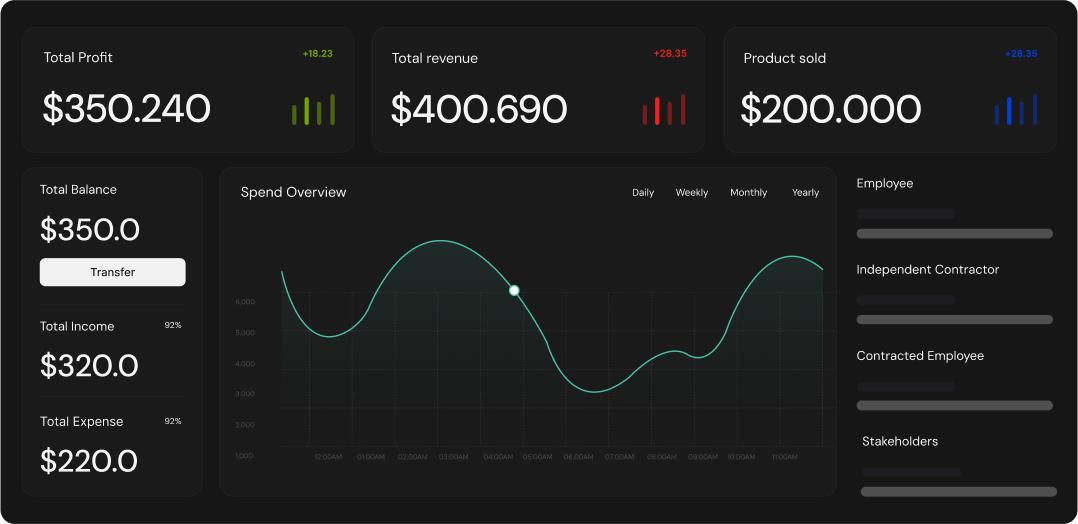 Total Profit
+18.23
$350.240
Total revenue
+28.35
$400.690
Product sold
+28.35
$200.000
Total Balance
$350.0
Transfer
Total Income
92%
$320.0
Total Expense
92%
$220.0
Spend Overview
Daily Weekly Monthly Yearly
6,000
5,000
4,000
3,000
2,000
1,000
12:00AM 01:00AM 02:00AM 03:00AM 04:00AM 05:00AM 06:00AM 07:00AM 08:00AM 09:00AM 10:00AM 11:00AM
Employee
Independent Contractor
Contracted Employee
Stakeholders